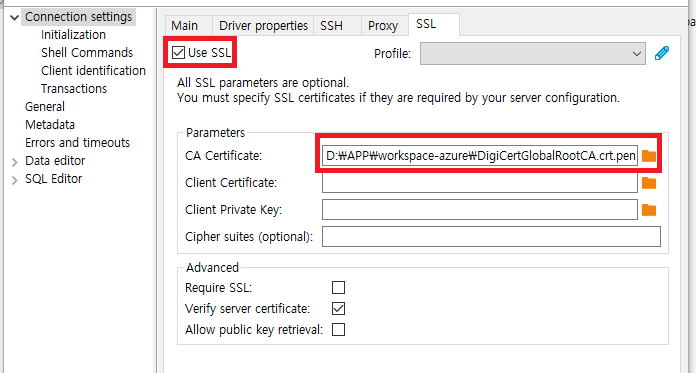 Connection settings
Initialization
Shell Commands
Client identification
Transactions
General
Metadata
Errors and timeouts
Data editor
SQL Editor
Main Driver properties SSH Proxy SSL
Use SSL Profile:
All SSL parameters are optional.
You must specify SSL certificates if they are required by your server configuration.
Parameters
CA Certificate: D:₩APP₩workspace-azure₩DigiCertGlobalRootCA.crt.pen
Client Certificate:
Client Private Key:
Cipher suites (optional):
Advanced
Require SSL:
Verify server certificate:
Allow public key retrieval: